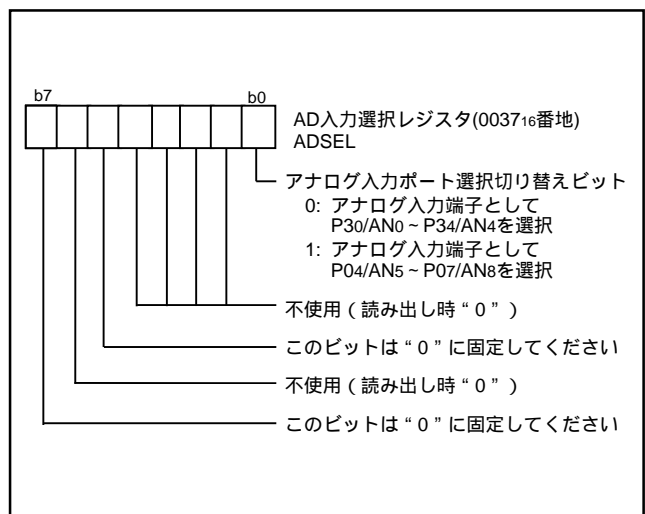 b7 b0
AD入力選択レジスタ(003716番地)
ADSEL
アナログ入力ポート選択切り替えビット
0: アナログ入力端子として
P30/AN0 ~ P34/AN4を選択
1: アナログ入力端子として
P04/AN5 ~ P07/AN8を選択
不使用 ( 読み出し時 “ 0 ” )
このビットは “ 0 ” に固定してください
不使用 ( 読み出し時 “ 0 ” )
このビットは “ 0 ” に固定してください